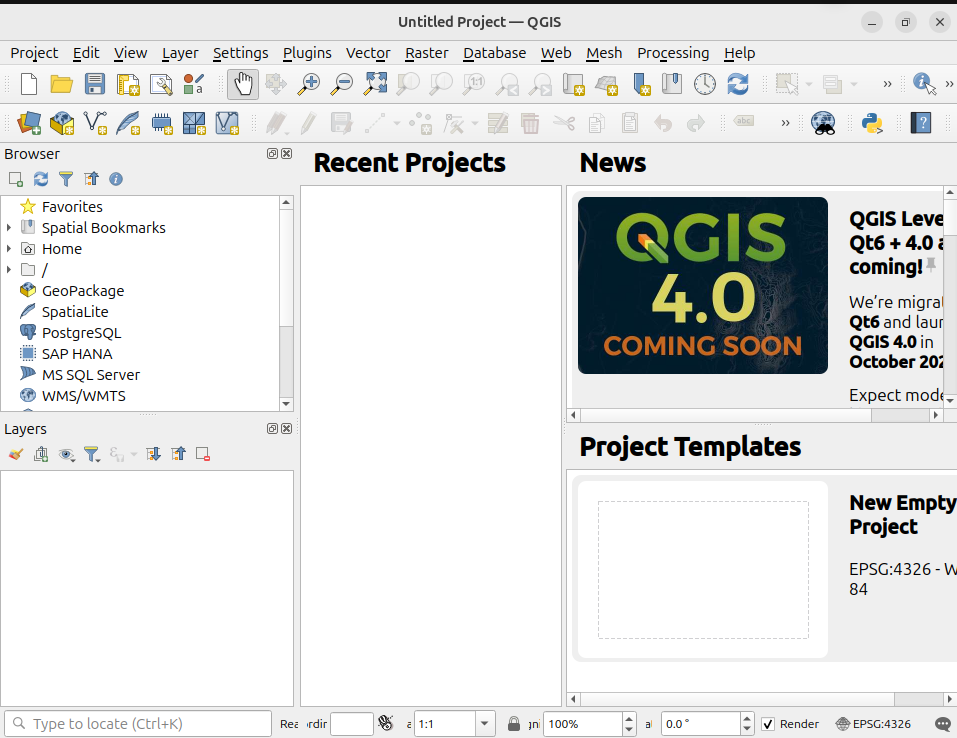 Untitled Project — QGIS
Project Edit View Layer Settings Plugins Vector Raster Database Web Mesh Processing Help
Browser
Favorites
Spatial Bookmarks
Home
/
GeoPackage
SpatiaLite
PostgreSQL
SAP HANA
MS SQL Server
WMS/WMTS
Layers
Recent Projects
News
QGIS
4.0
COMING SOON
QGIS Leve
Qt6 + 4.0 a
coming!
We're migra
Qt6 and laun
QGIS 4.0 in
October 202
Expect mode
Project Templates
New Empty
Project
EPSG:4326 - W
84
Type to locate (Ctrl+K) Rea ordir 1:1 100% 0.0 ° Render EPSG:4326